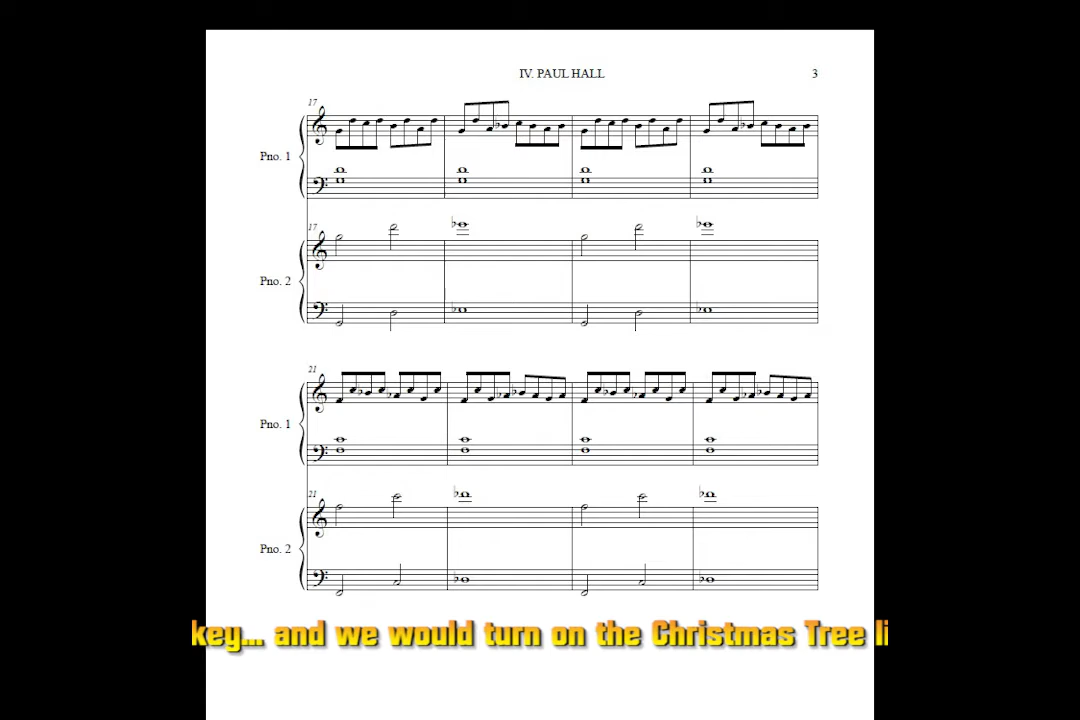 IV. PAUL HALL 3
17
Pno. 1
17
Pno. 2
21
Pno. 1
21
Pno. 2
key... and we would turn on the Christmas Tree li